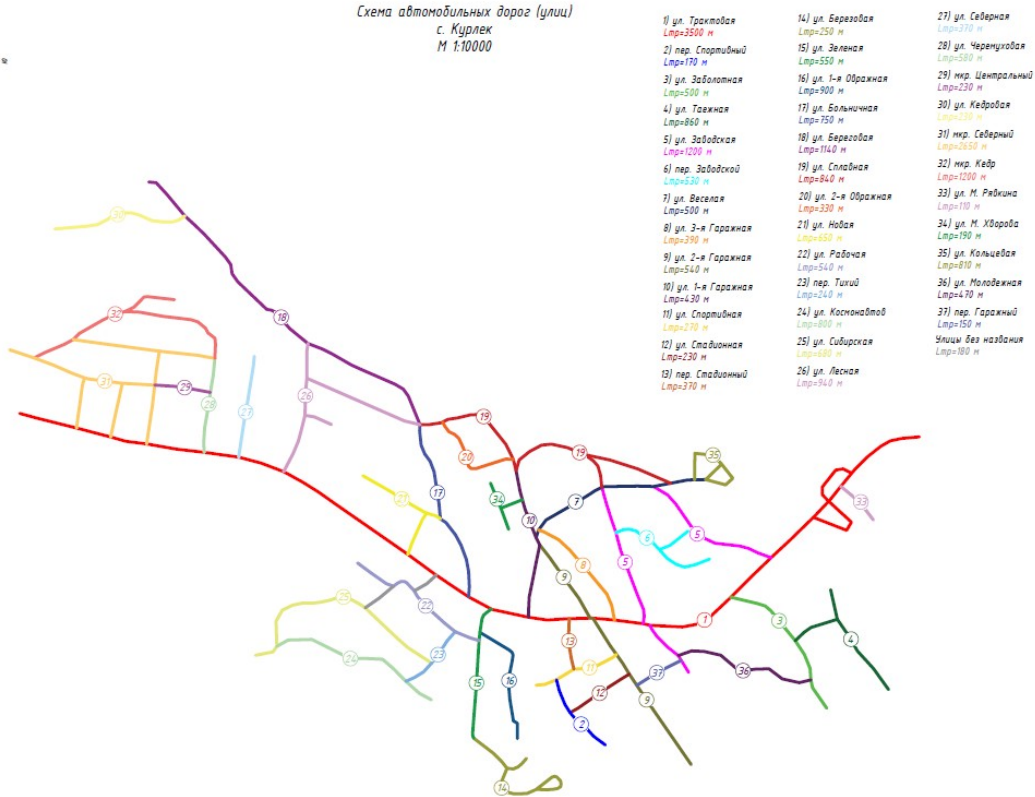 Схема автомобильных дорог (улиц)
с. Курлек
М 1:10000
1) ул. Трактовая
Lтр=3500 м
2) пер. Спортивный
Lтр=170 м
3) ул. Заболотная
Lтр=500 м
4) ул. Таежная
Lтр=860 м
5) ул. Заводская
Lтр=1200 м
6) пер. Заводской
Lтр=530 м
7) ул. Веселая
Lтр=500 м
8) ул. 3-я Гаражная
Lтр=390 м
9) ул. 2-я Гаражная
Lтр=540 м
10) ул. 1-я Гаражная
Lтр=430 м
11) ул. Спортивная
Lтр=270 м
12) ул. Стадионная
Lтр=230 м
13) пер. Стадионный
Lтр=370 м
14) ул. Березовая
Lтр=250 м
15) ул. Зеленая
Lтр=550 м
16) ул. 1-я Овражная
Lтр=900 м
17) ул. Больничная
Lтр=750 м
18) ул. Береговая
Lтр=1140 м
19) ул. Сплавная
Lтр=840 м
20) ул. 2-я Овражная
Lтр=330 м
21) ул. Новая
Lтр=650 м
22) ул. Рабочая
Lтр=540 м
23) пер. Тихий
Lтр=240 м
24) ул. Космонавтов
Lтр=800 м
25) ул. Сибирская
Lтр=680 м
26) ул. Лесная
Lтр=940 м
27) ул. Северная
Lтр=370 м
28) ул. Черемуховая
Lтр=580 м
29) мкр. Центральный
Lтр=230 м
30) ул. Кедровая
Lтр=230 м
31) мкр. Северный
Lтр=2650 м
32) мкр. Кедр
Lтр=1200 м
33) ул. М. Рявкина
Lтр=110 м
34) ул. М. Хворова
Lтр=190 м
35) ул. Кольцевая
Lтр=810 м
36) ул. Молодежная
Lтр=470 м
37) пер. Гаражный
Lтр=150 м
Улицы без названия
Lтр=180 м
30
18
32
31
29
28
27
26
19
20
19
35
17
21
34
10
7
33
5
6
5
9
8
25
22
1
3
4
24
23
13
11
37
36
15
16
12
9
2
14